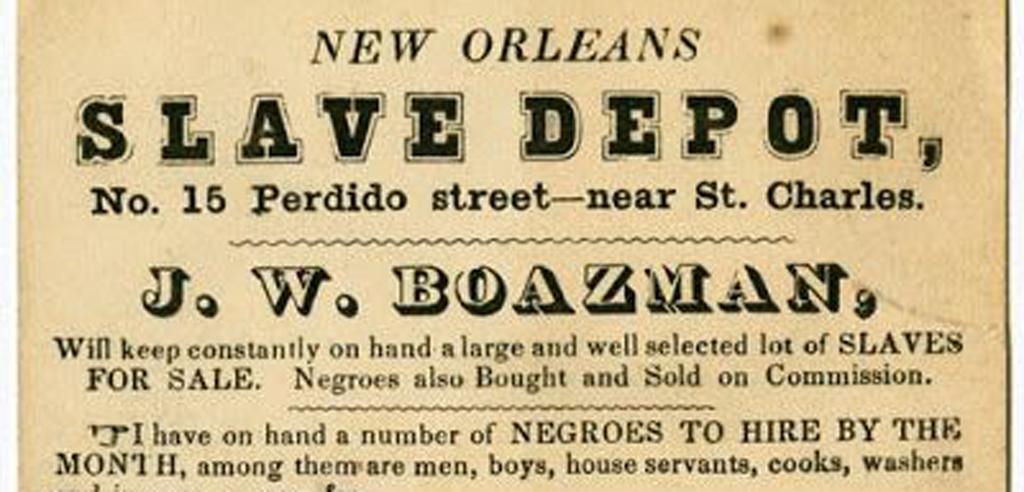 NEW ORLEANS
SLAVE DEPOT,
No. 15 Perdido street—near St. Charles.
J. W. BOAZMAN,
Will keep constantly on hand a large and well selected lot of SLAVES
FOR SALE. Negroes also Bought and Sold on Commission.
☞I have on hand a number of NEGROES TO HIRE BY THE
MONTH, among them are men, boys, house servants, cooks, washers